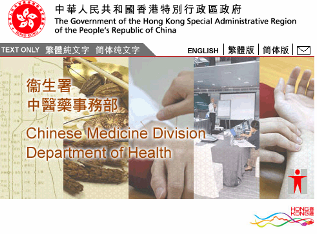 中華人民共和國香港特別行政區政府
The Government of the Hong Kong Special Administrative Region
of the People's Republic of China
TEXT ONLY 繁體純文字 简体纯文字 ENGLISH | 繁體版 | 简体版 |
衞生署
中醫藥事務部
Chinese Medicine Division
Department of Health